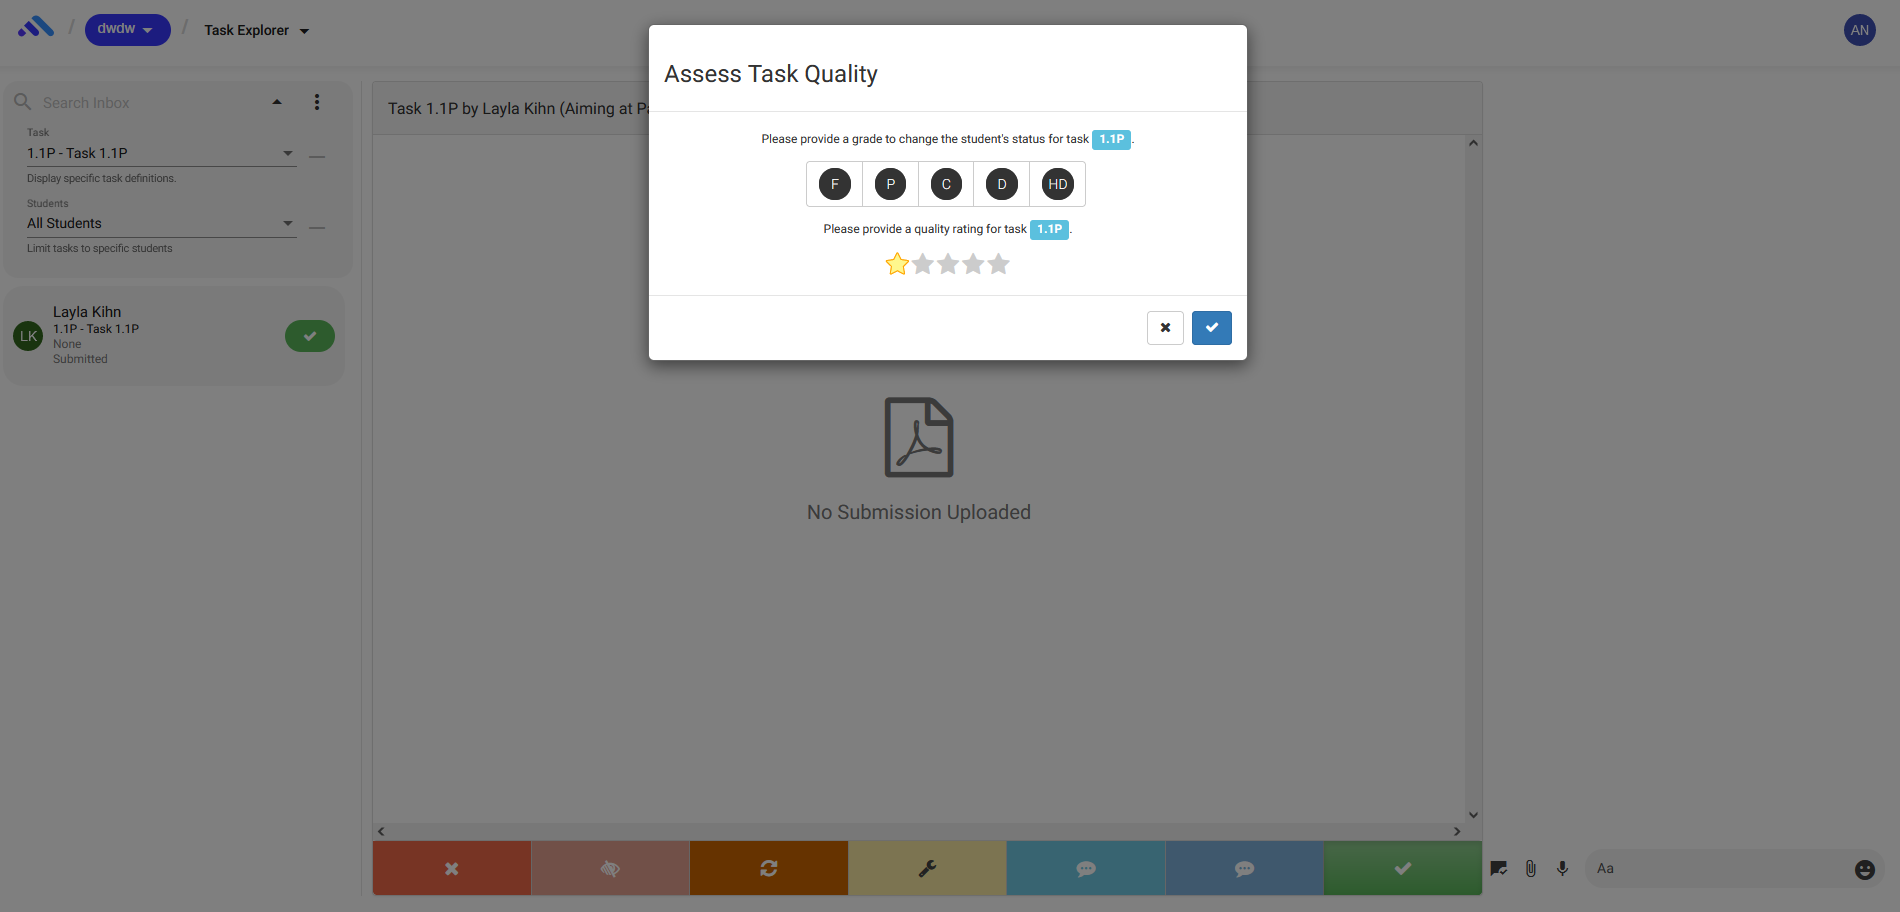 / dwdw / Task Explorer
AN
Search Inbox
Task
1.1P - Task 1.1P
Display specific task definitions.
Students
All Students
Limit tasks to specific students
LK
Layla Kihn
1.1P - Task 1.1P
None
Submitted
Task 1.1P by Layla Kihn (Aiming at Pa
Assess Task Quality
Please provide a grade to change the student's status for task 1.1P.
F P C D HD
Please provide a quality rating for task 1.1P.
No Submission Uploaded
Aa